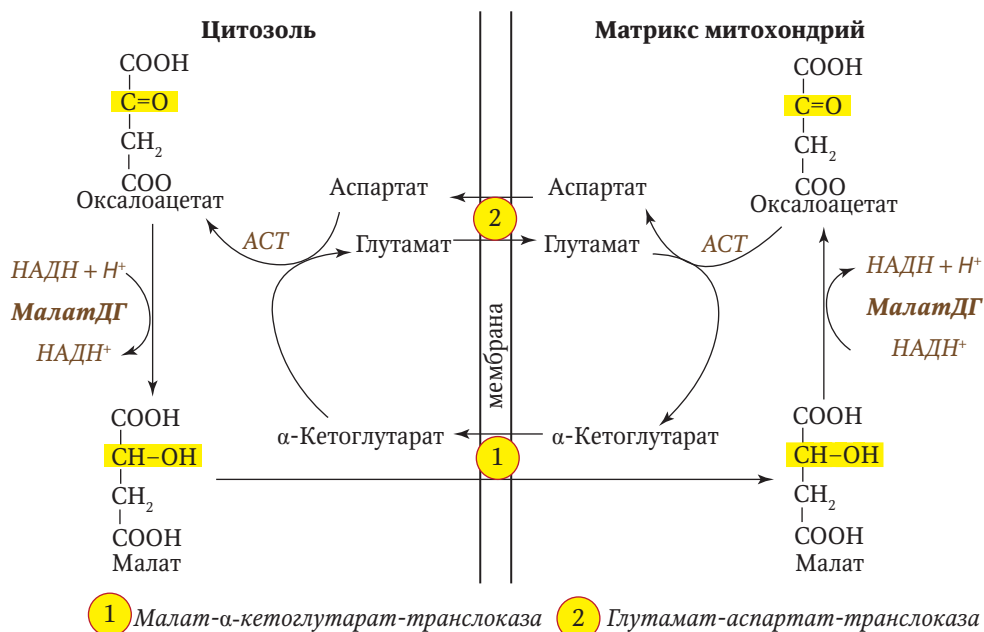 Цитозоль
COOH
C=O
CH2
COO
Оксалоацетат
НАДН + H+
МалатДГ
НАДН+
COOH
CH–OH
CH2
COOH
Малат
Аспартат
АСТ
Глутамат
α-Кетоглутарат
мембрана
2
1
Матрикс митохондрий
Аспартат
АСТ
Глутамат
α-Кетоглутарат
COOH
C=O
CH2
COO
Оксалоацетат
НАДН + H+
МалатДГ
НАДН+
COOH
CH–OH
CH2
COOH
Малат
1 Малат-α-кетоглутарат-транслоказа 2 Глутамат-аспартат-транслоказа